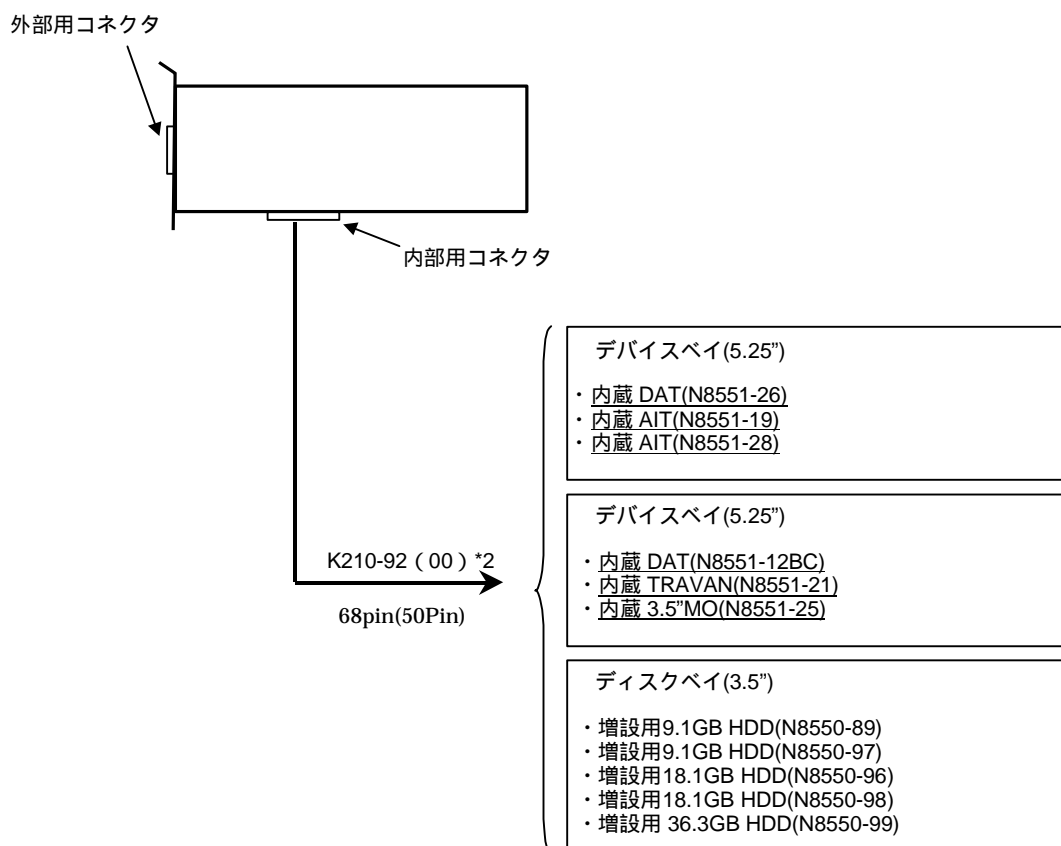 外部用コネクタ
内部用コネクタ
K210-92（00）*2
68pin(50Pin)
デバイスベイ(5.25”)
・内蔵 DAT(N8551-26)
・内蔵 AIT(N8551-19)
・内蔵 AIT(N8551-28)
デバイスベイ(5.25”)
・内蔵 DAT(N8551-12BC)
・内蔵 TRAVAN(N8551-21)
・内蔵 3.5”MO(N8551-25)
ディスクベイ(3.5”)
・増設用9.1GB HDD(N8550-89)
・増設用9.1GB HDD(N8550-97)
・増設用18.1GB HDD(N8550-96)
・増設用18.1GB HDD(N8550-98)
・増設用 36.3GB HDD(N8550-99)